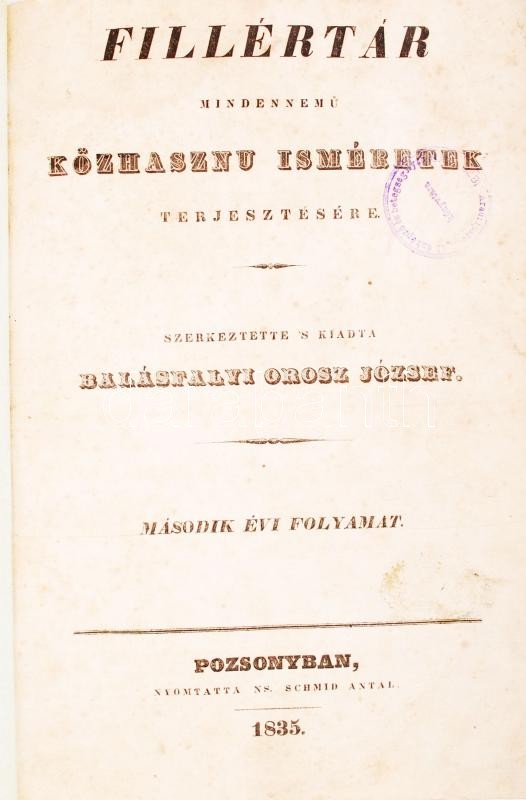 FILLÉRTÁR
MINDENNEMŰ
KÖZHASZNU ISMÉRETEK
TERJESZTÉSÉRE.
SZERKEZTETTE 'S KIADTA
BALÁSFALVI OROSZ JÓZSEF.
MÁSODIK ÉVI FOLYAMAT.
POZSONYBAN,
NYOMTATTA NS. SCHMID ANTAL.
1835.